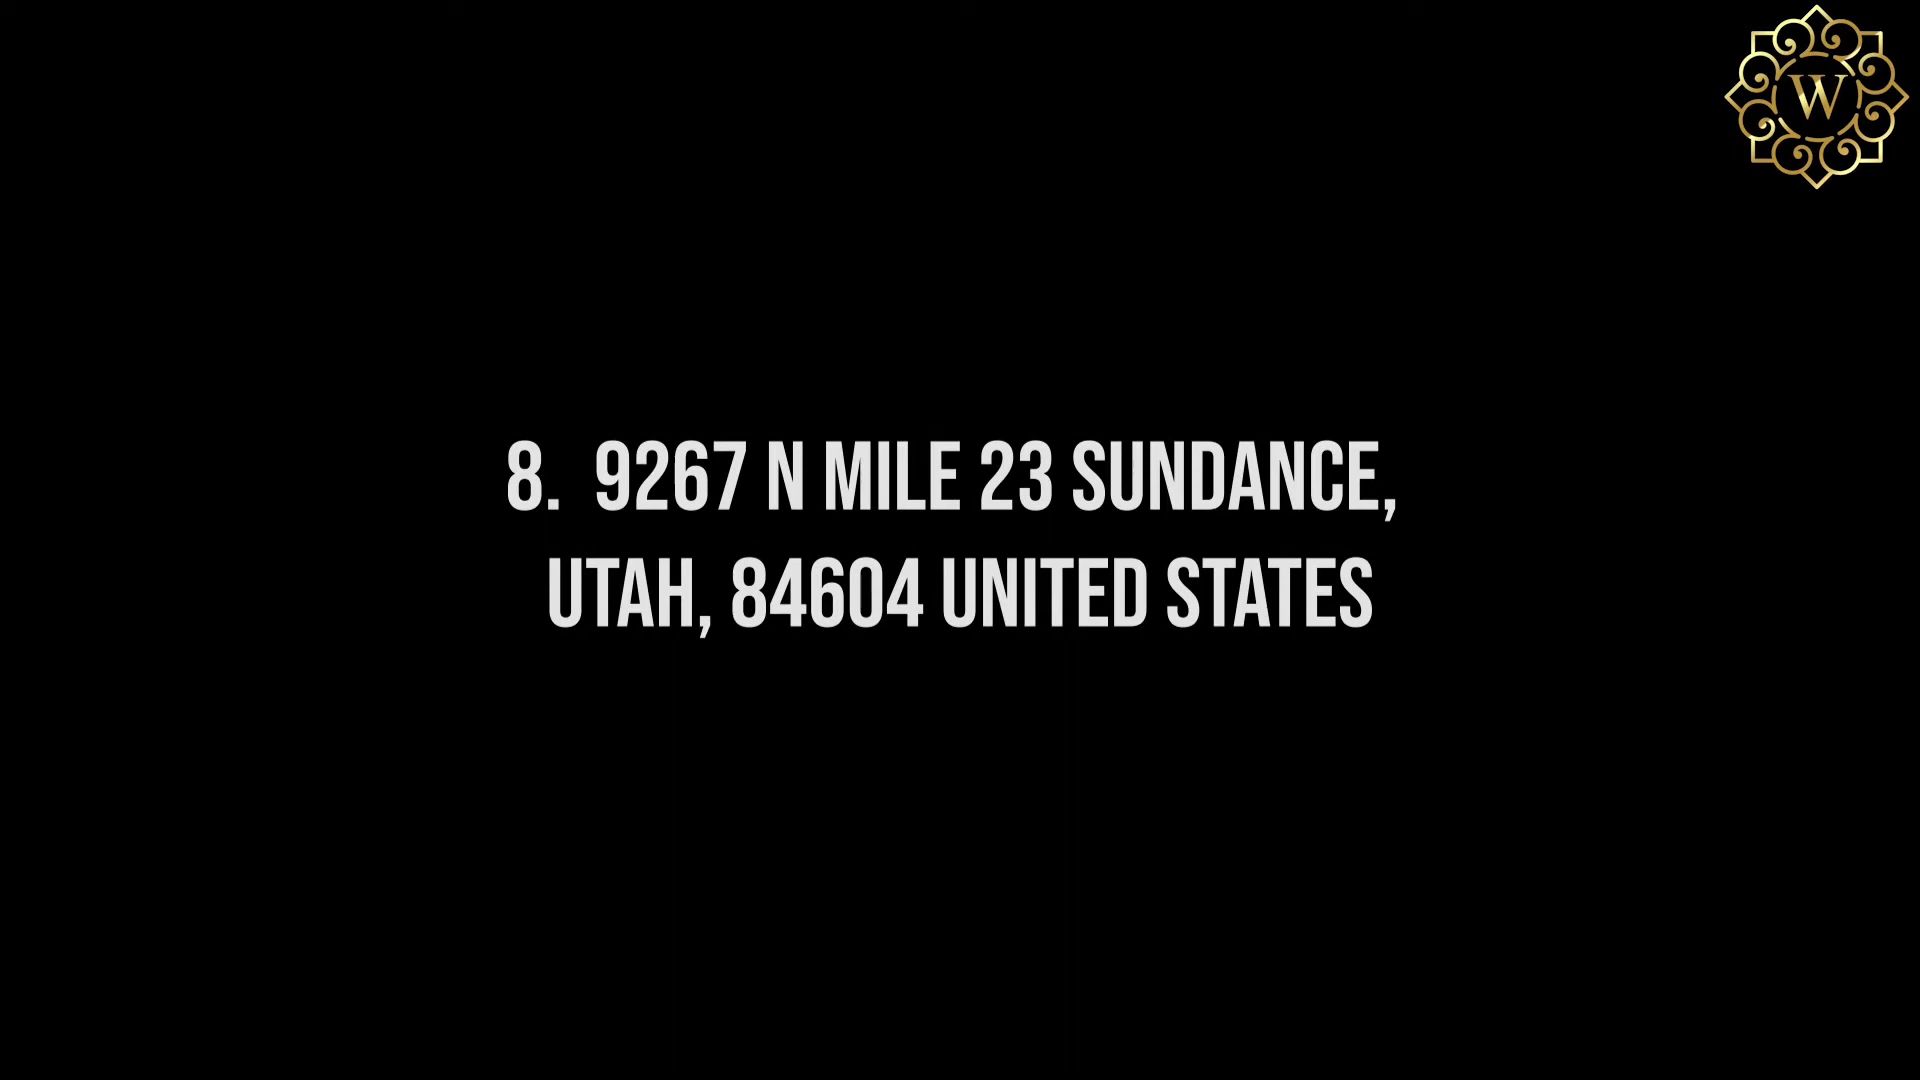 W
8. 9267 N MILE 23 SUNDANCE,
UTAH, 84604 UNITED STATES